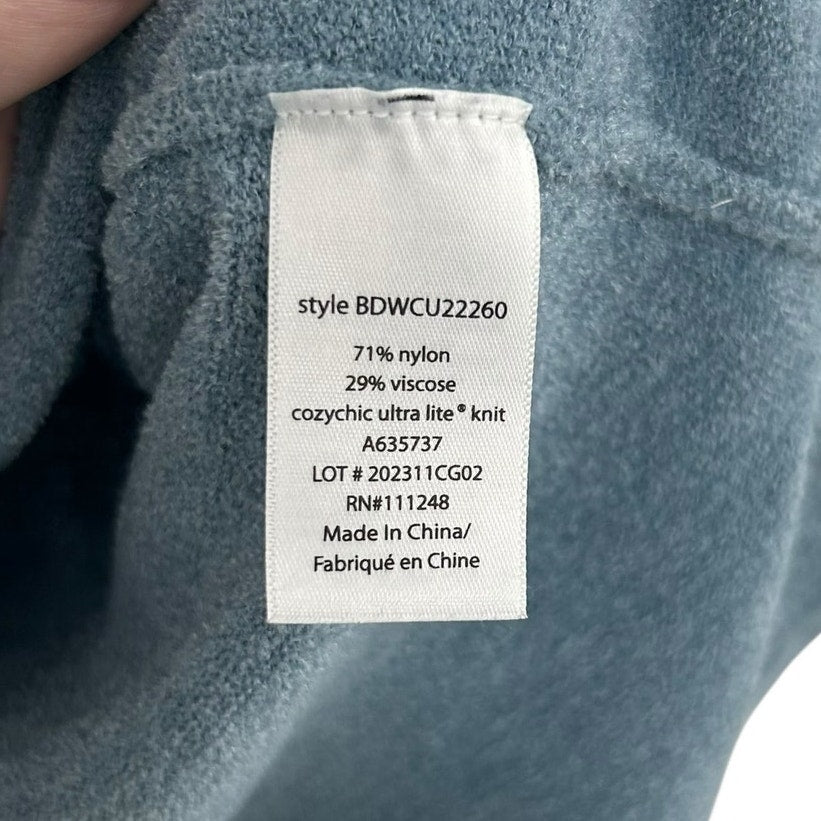 style BDWCU22260
71% nylon
29% viscose
cozychic ultra lite® knit
A635737
LOT # 202311CG02
RN#111248
Made In China/
Fabriqué en Chine